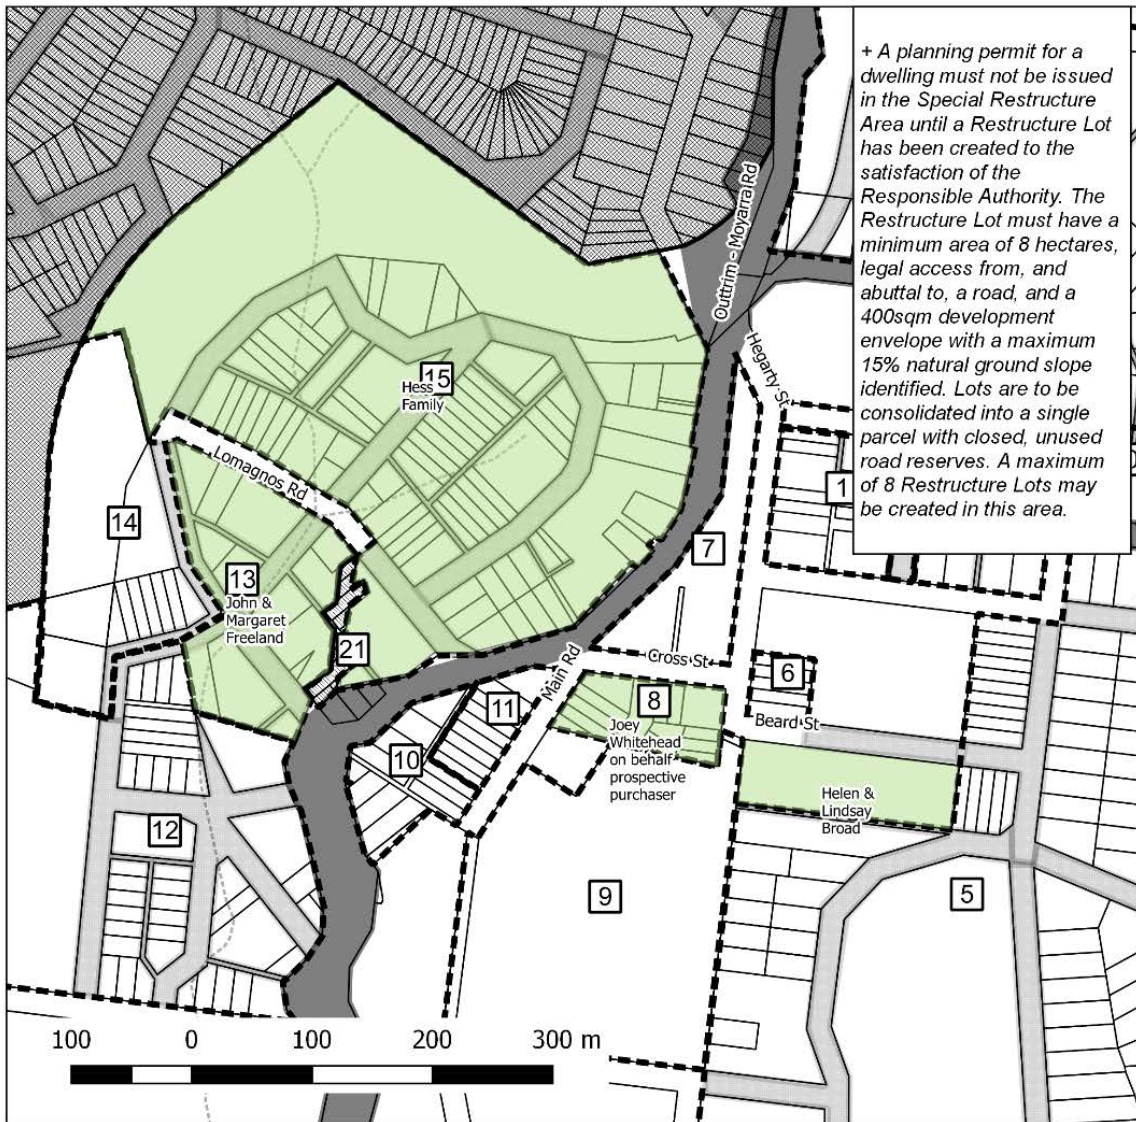 + A planning permit for a
dwelling must not be issued
in the Special Restructure
Area until a Restructure Lot
has been created to the
satisfaction of the
Responsible Authority. The
Restructure Lot must have a
minimum area of 8 hectares,
legal access from, and
abuttal to, a road, and a
400sqm development
envelope with a maximum
15% natural ground slope
identified. Lots are to be
consolidated into a single
parcel with closed, unused
road reserves. A maximum
of 8 Restructure Lots may
be created in this area.
Outtrim - Moyarra Rd
Hegarty St
15
Hess
Family
Lomagnos Rd
14
1
7
13
John &
Margaret
Freeland
21
Cross St
Main Rd
6
8
11
Beard St
Joey
Whitehead
on behalf
prospective
purchaser
10
Helen &
Lindsay
Broad
12
9
5
100 0 100 200 300 m